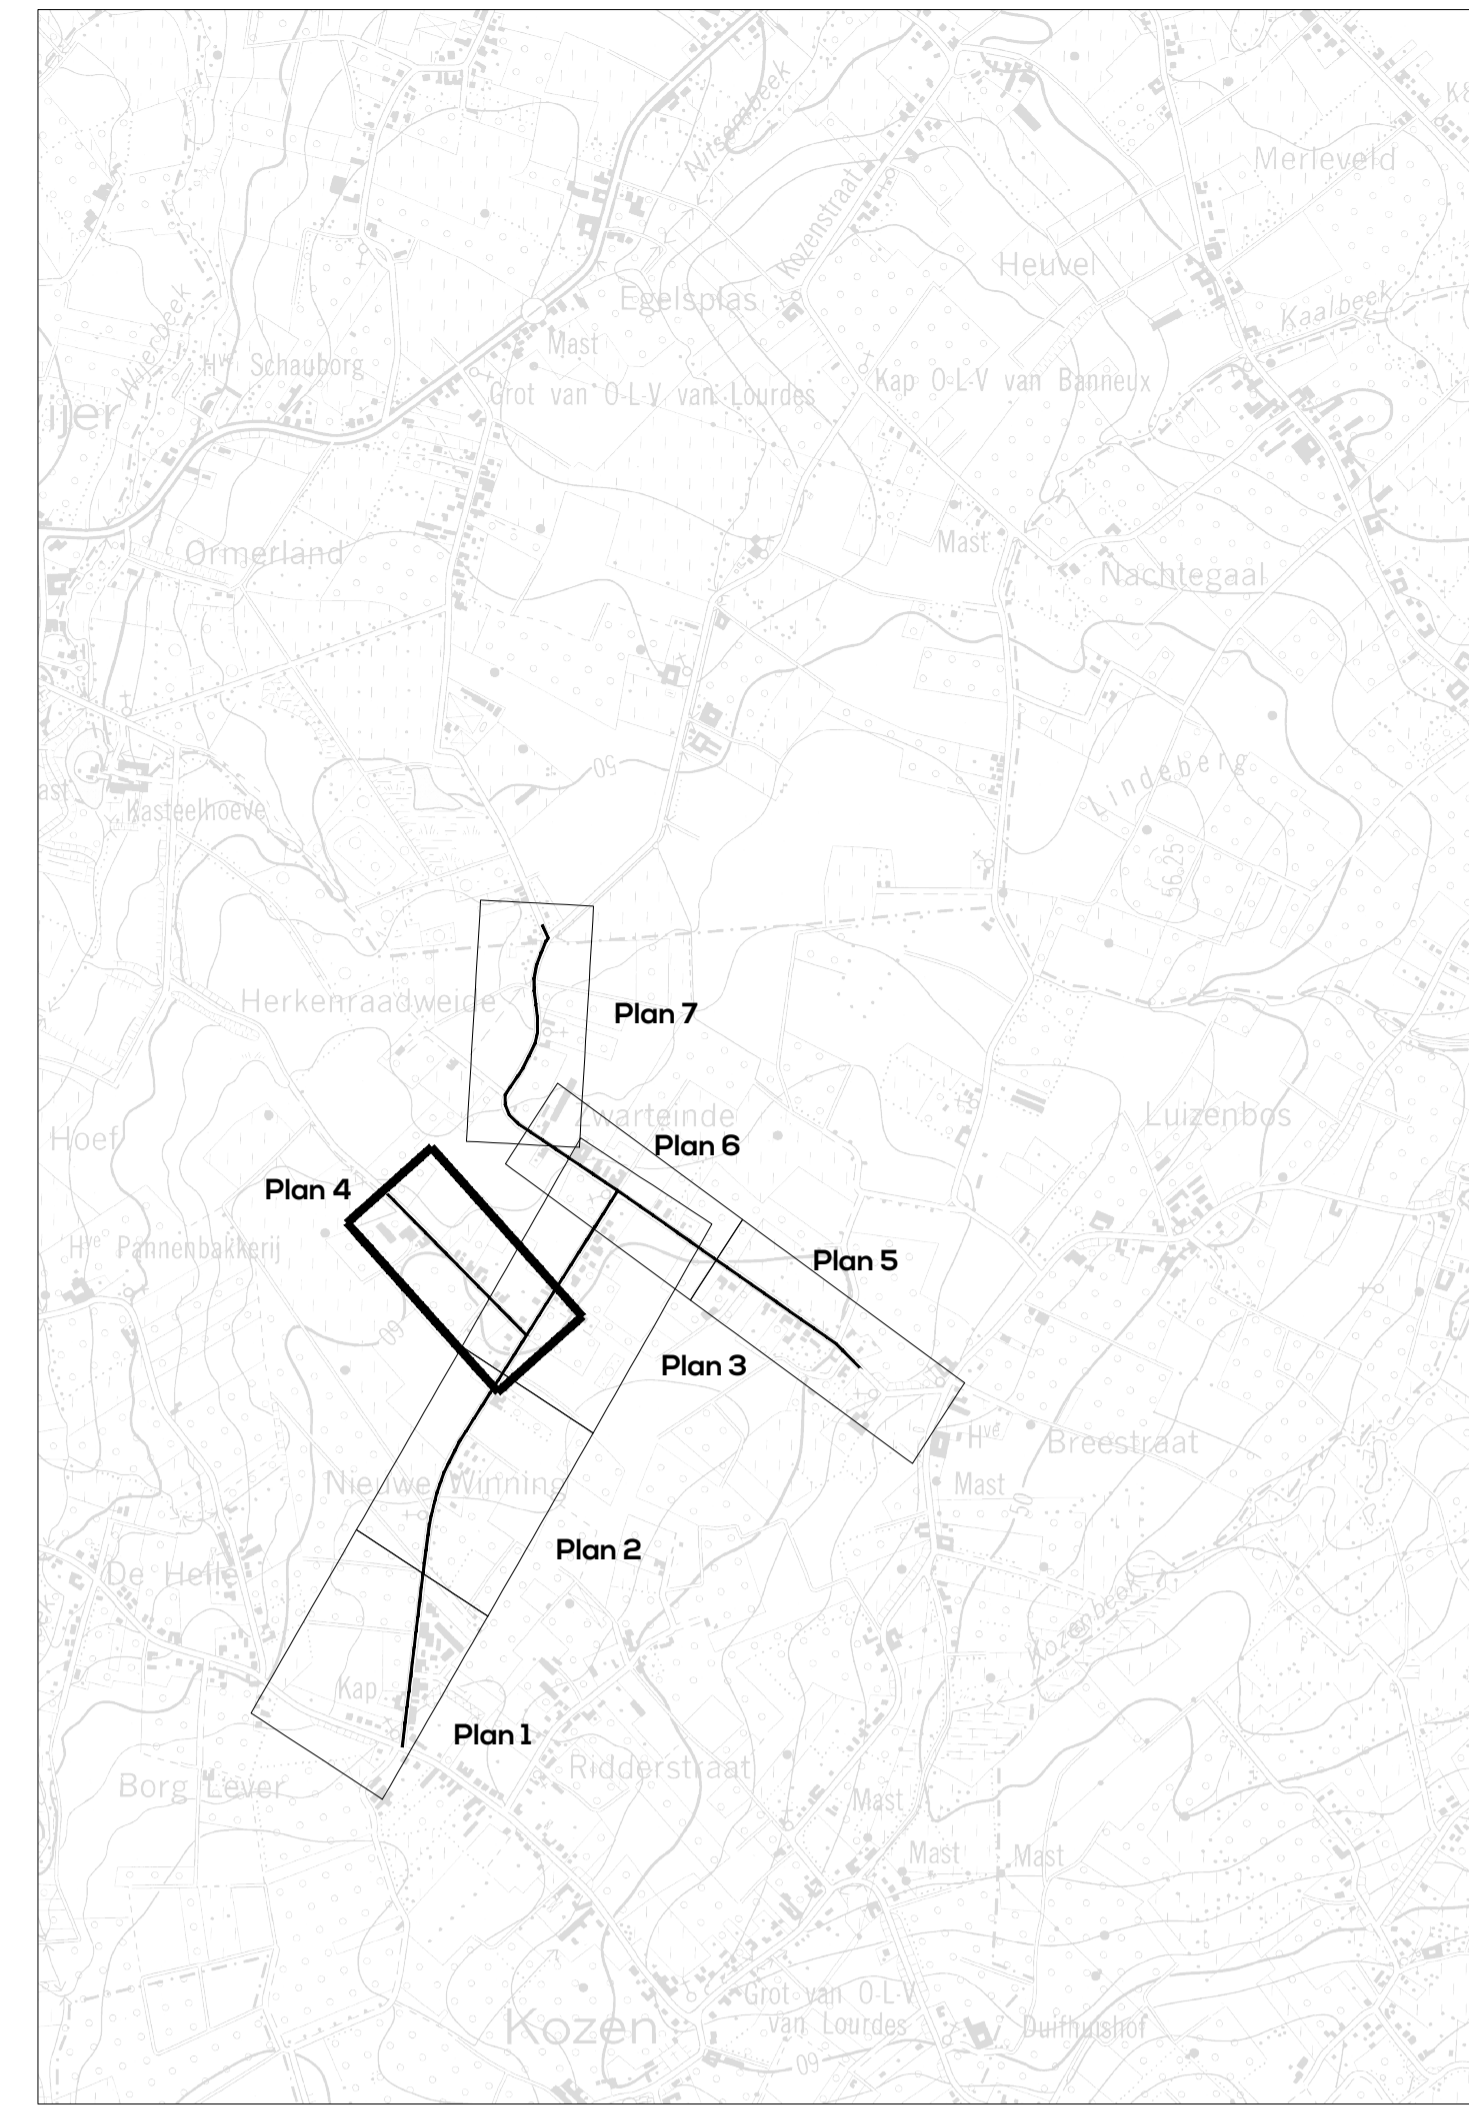 Nitsembeek
K8
Merleveld
Kozenstraat
Heuvel
Egelsplas
Kaalbeek
Wijerbeek
Mast
Hve Schauborg
Kap O-L-V van Banneux
Grot van O-L-V van Lourdes
ijer
Mast
Ormerland
Nachtegaal
50
Lindeberg
ast
Kasteelhoeve
56.25
Herkenraadweide
Plan 7
Zwarteinde
Luizenbos
Hoef
Plan 6
Plan 4
Hve Pannenbakkerij
Plan 5
60
Plan 3
Hve
Breestraat
Nieuwe Winning
Mast
50
Plan 2
De Helle
Kozenbeek
Kap
Plan 1
Ridderstraat
Borg Lever
Mast
Mast
Mast
Grot van O-L-V
van Lourdes
Kozen
Duifhuishof
60